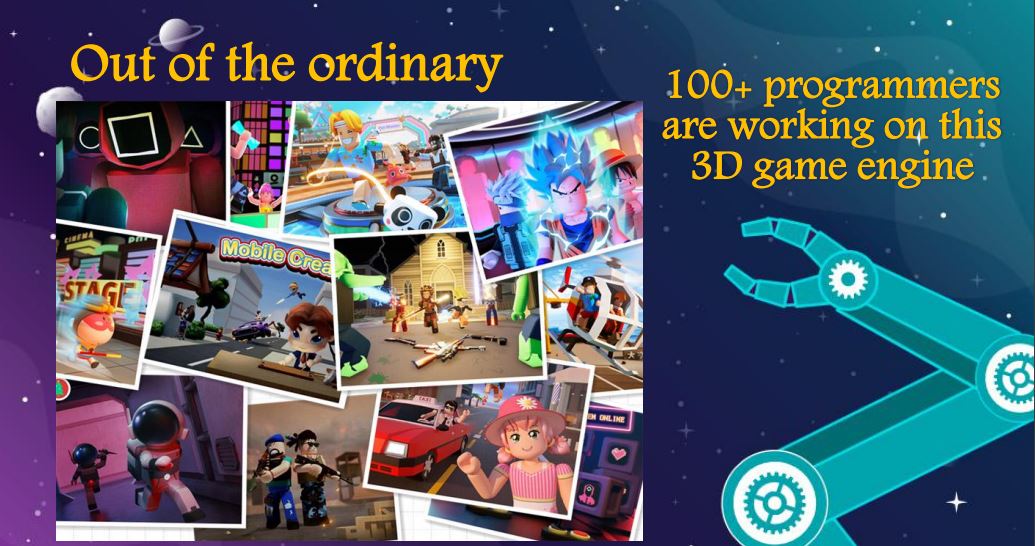 Out of the ordinary
100+ programmers
are working on this
3D game engine
CINEMA
STAGE
Mobile Crea
TAXI
EM ONLINE